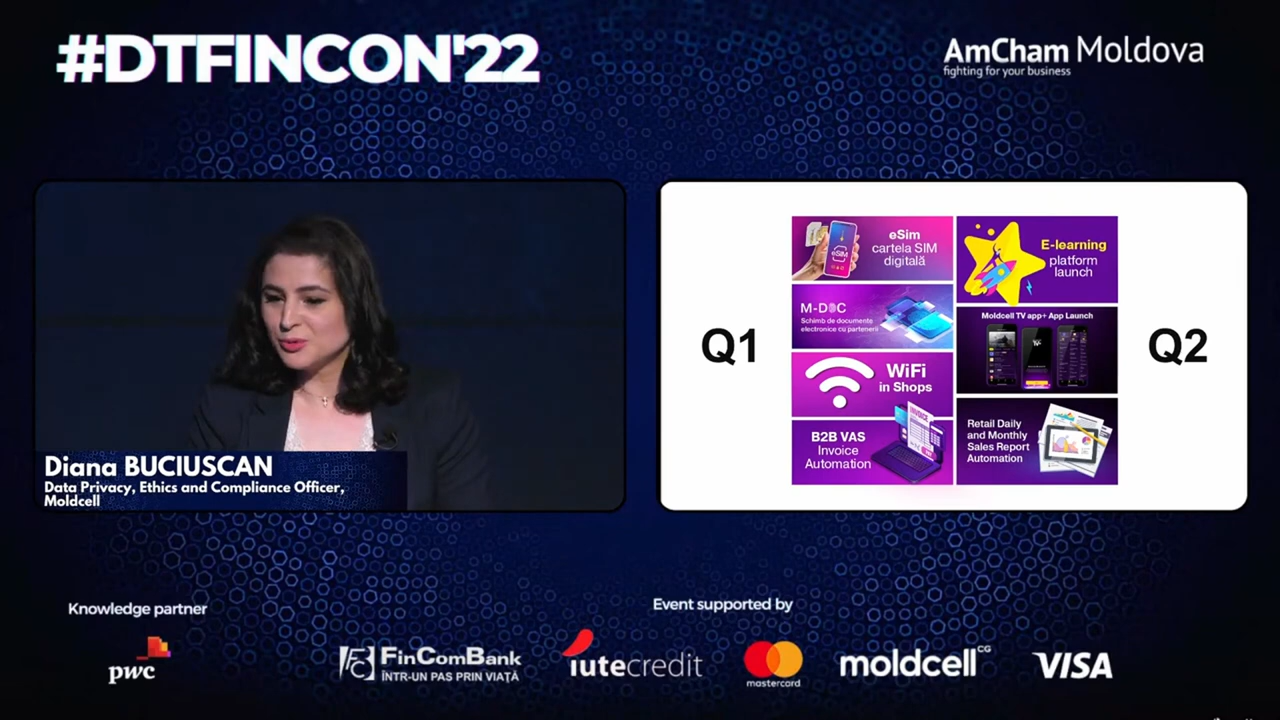 #DTFINCON'22
AmCham Moldova
fighting for your business
Diana BUCIUSCAN
Data Privacy, Ethics and Compliance Officer,
Moldcell
Q1
eSim
cartela SIM
digitală
eSIM
M-DOC
Schimb de documente
electronice cu partenerii
WiFi
in Shops
B2B VAS
Invoice
Automation
INVOICE
E-learning
platform
launch
Moldcell TV app+ App Launch
Retail Daily
and Monthly
Sales Report
Automation
Q2
Knowledge partner
pwc
Event supported by
FinComBank
ÎNTR-UN PAS PRIN VIAȚĂ
iutecredit
mastercard
moldcell CG
VISA